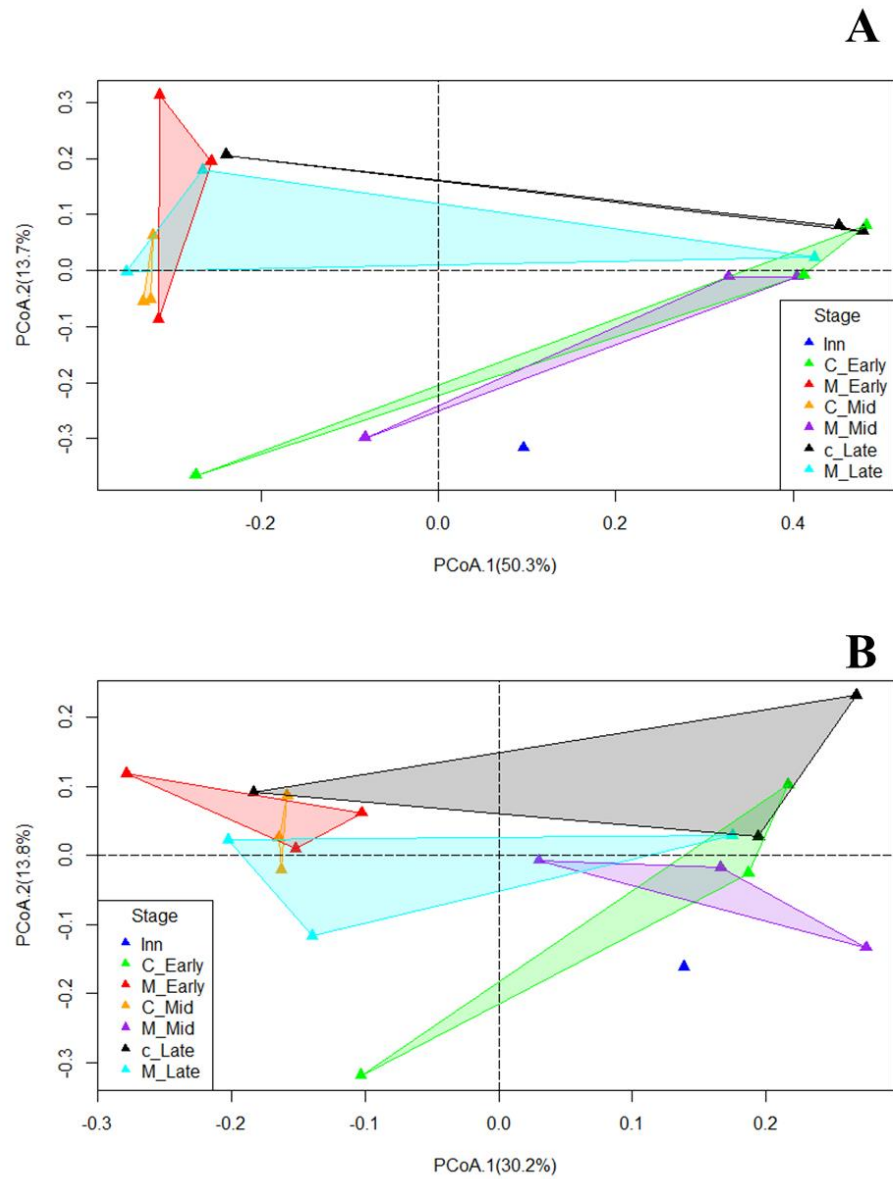 A
PCoA.2(13.7%)
0.3
0.2
0.1
0.0
-0.1
-0.2
-0.3
Stage
Inn
C_Early
M_Early
C_Mid
M_Mid
c_Late
M_Late
-0.2
0.0
0.2
0.4
PCoA.1(50.3%)
B
PCoA.2(13.8%)
0.2
0.1
0.0
-0.1
-0.2
-0.3
Stage
Inn
C_Early
M_Early
C_Mid
M_Mid
c_Late
M_Late
-0.3
-0.2
-0.1
0.0
0.1
0.2
PCoA.1(30.2%)